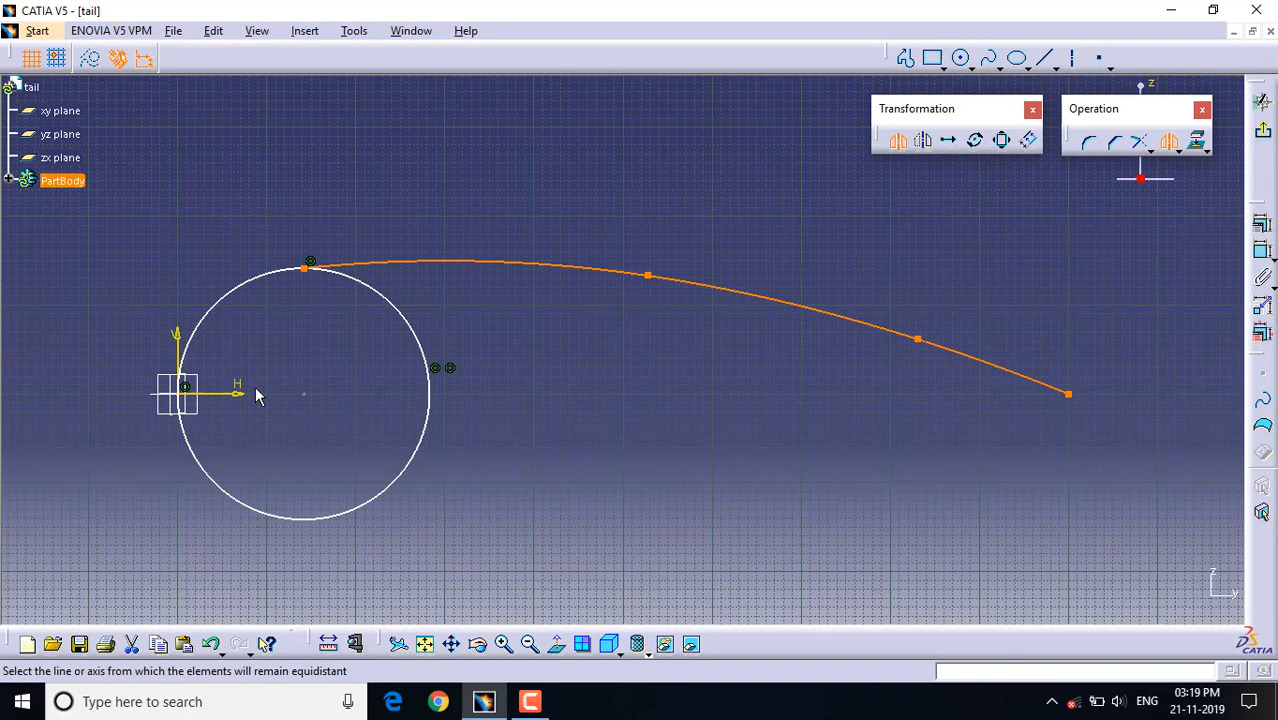 CATIA V5 - [tail]
Start ENOVIA V5 VPM File Edit View Insert Tools Window Help
tail
xy plane
yz plane
zx plane
PartBody
Transformation x
Operation x
z
V
H
z
y
Select the line or axis from which the elements will remain equidistant
DS CATIA
Type here to search
ENG
03:19 PM
21-11-2019